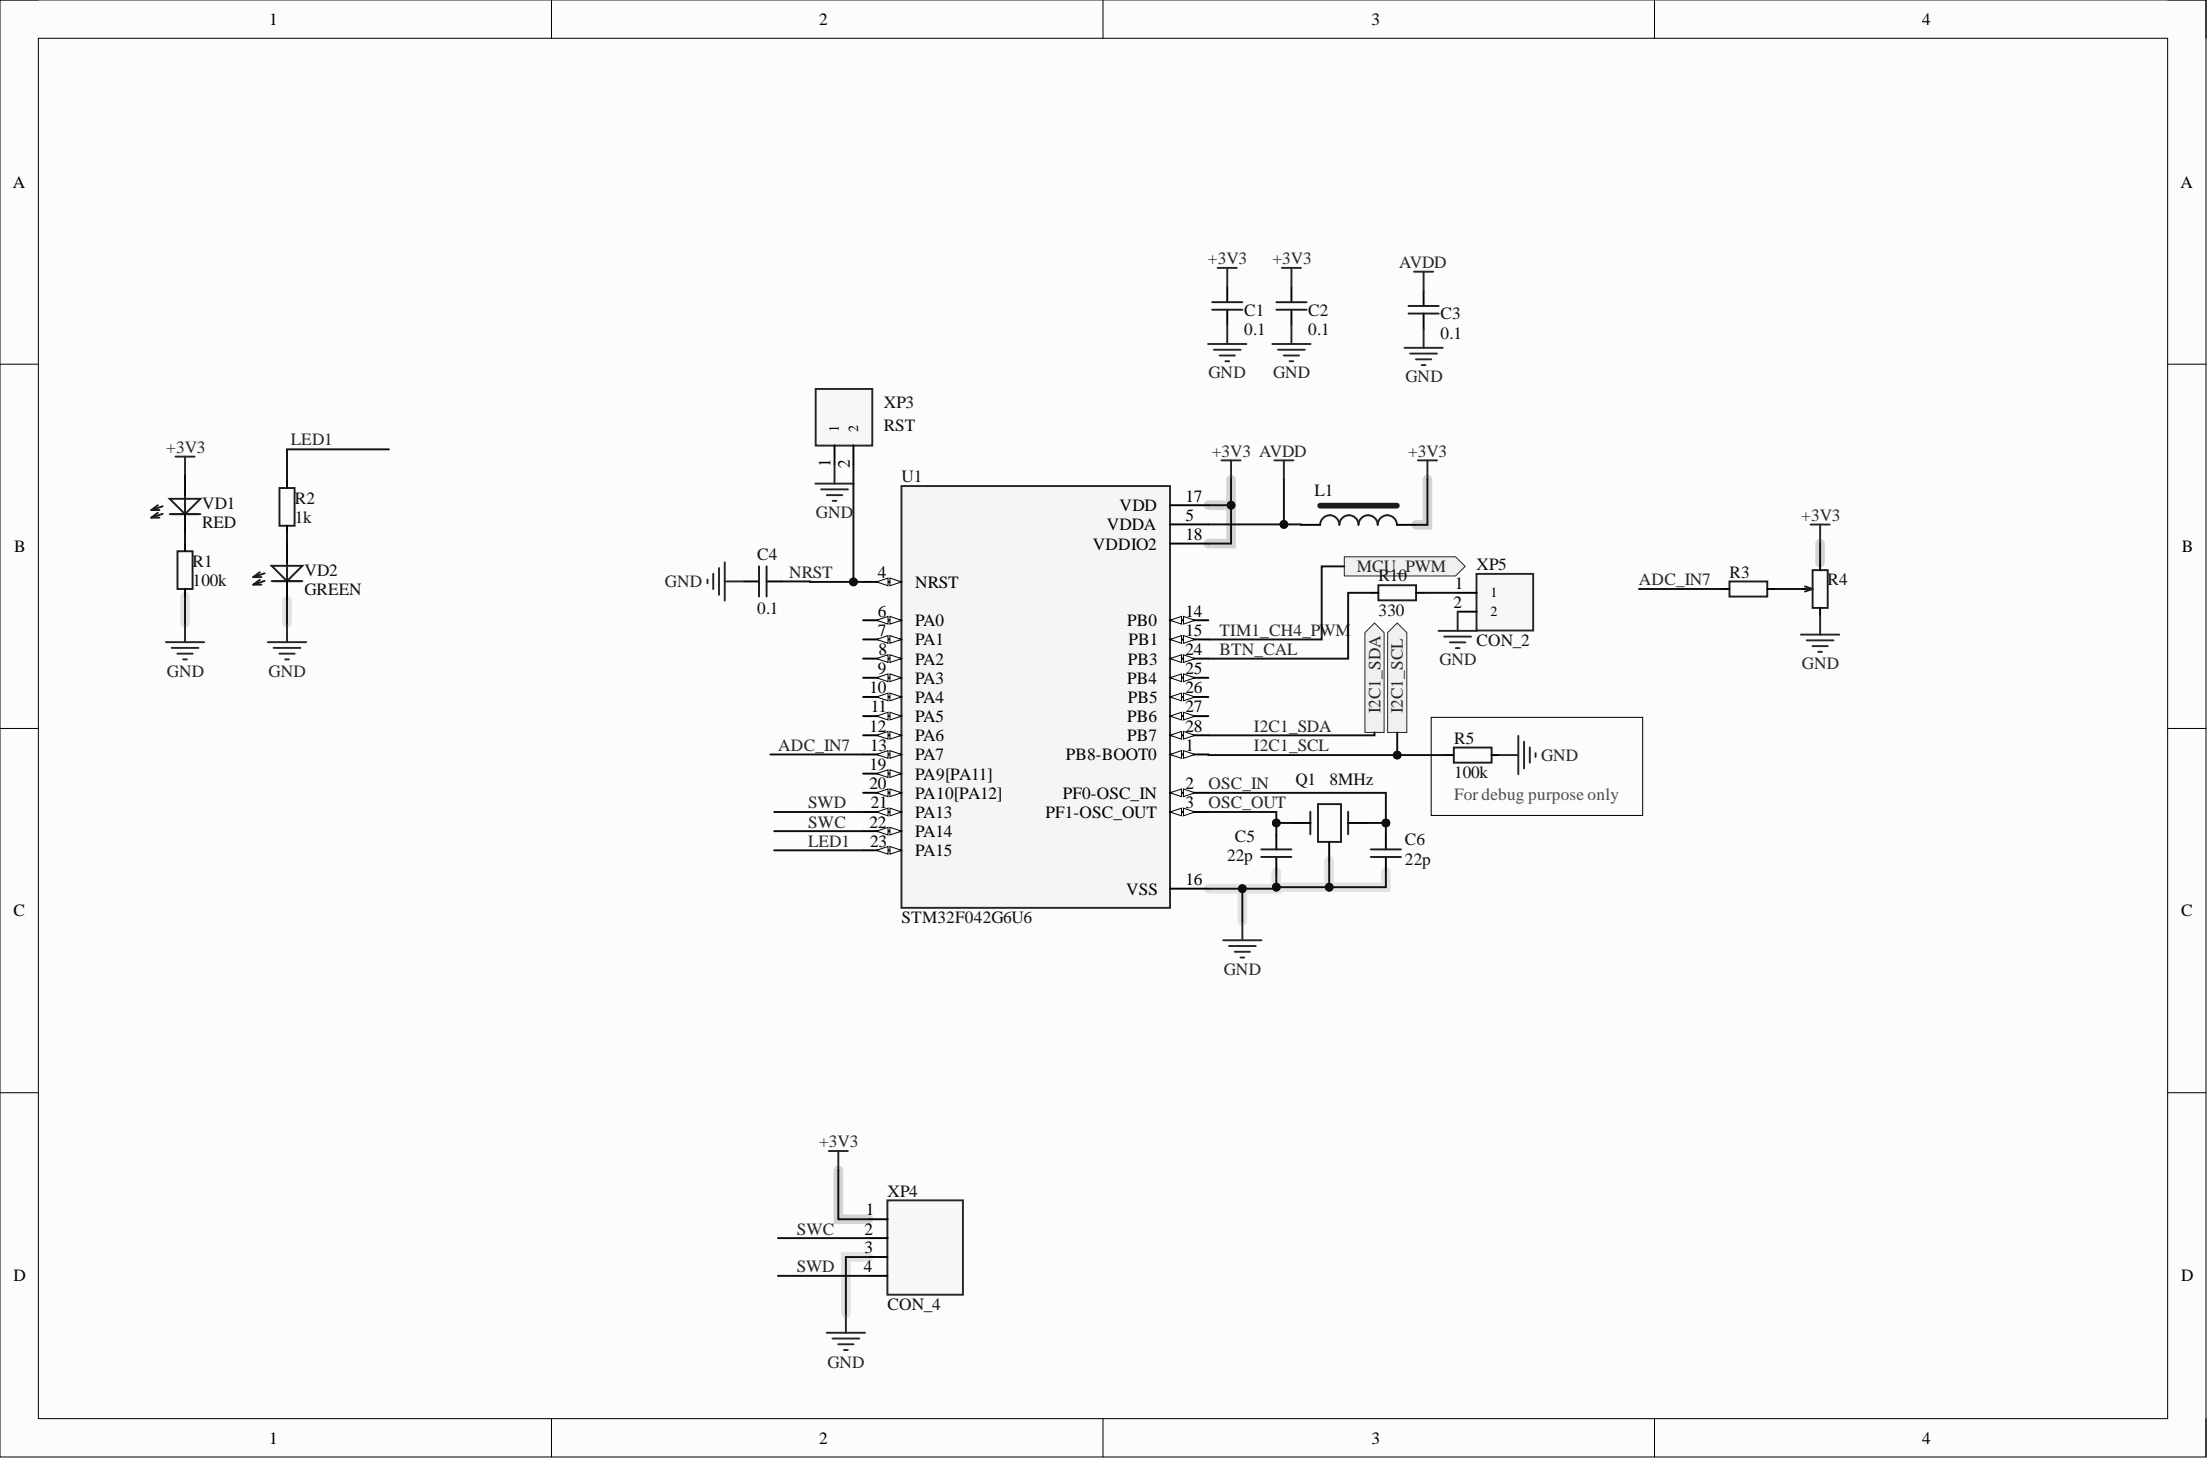 1 2 3 4
A A
+3V3 +3V3 AVDD
C1 C2 C3
0.1 0.1 0.1
GND GND GND
XP3
RST
1 2
1 2
GND
+3V3
VD1
RED
R1
100k
GND
LED1
R2
1k
VD2
GREEN
GND
B B
U1
+3V3 AVDD +3V3
L1
VDD 17
VDDA 5
VDDIO2 18
GND C4 NRST 4 NRST
0.1
MCU_PWM
R10
330
XP5
1 1
2 2
CON_2
GND
+3V3
ADC_IN7 R3 R4
GND
6 PA0
7 PA1
8 PA2
9 PA3
10 PA4
11 PA5
12 PA6
ADC_IN7 13 PA7
19 PA9[PA11]
20 PA10[PA12]
SWD 21 PA13
SWC 22 PA14
LED1 23 PA15
PB0 14
PB1 15 TIM1_CH4_PWM
PB3 24 BTN_CAL
PB4 25
PB5 26
PB6 27
PB7 28 I2C1_SDA
PB8-BOOT0 1 I2C1_SCL
I2C1_SDA
I2C1_SCL
R5
100k
GND
For debug purpose only
PF0-OSC_IN 2 OSC_IN
PF1-OSC_OUT 3 OSC_OUT
Q1 8MHz
C5
22p
C6
22p
VSS 16
GND
STM32F042G6U6
C C
+3V3
XP4
1
SWC 2
3
SWD 4
CON_4
GND
D D
1 2 3 4